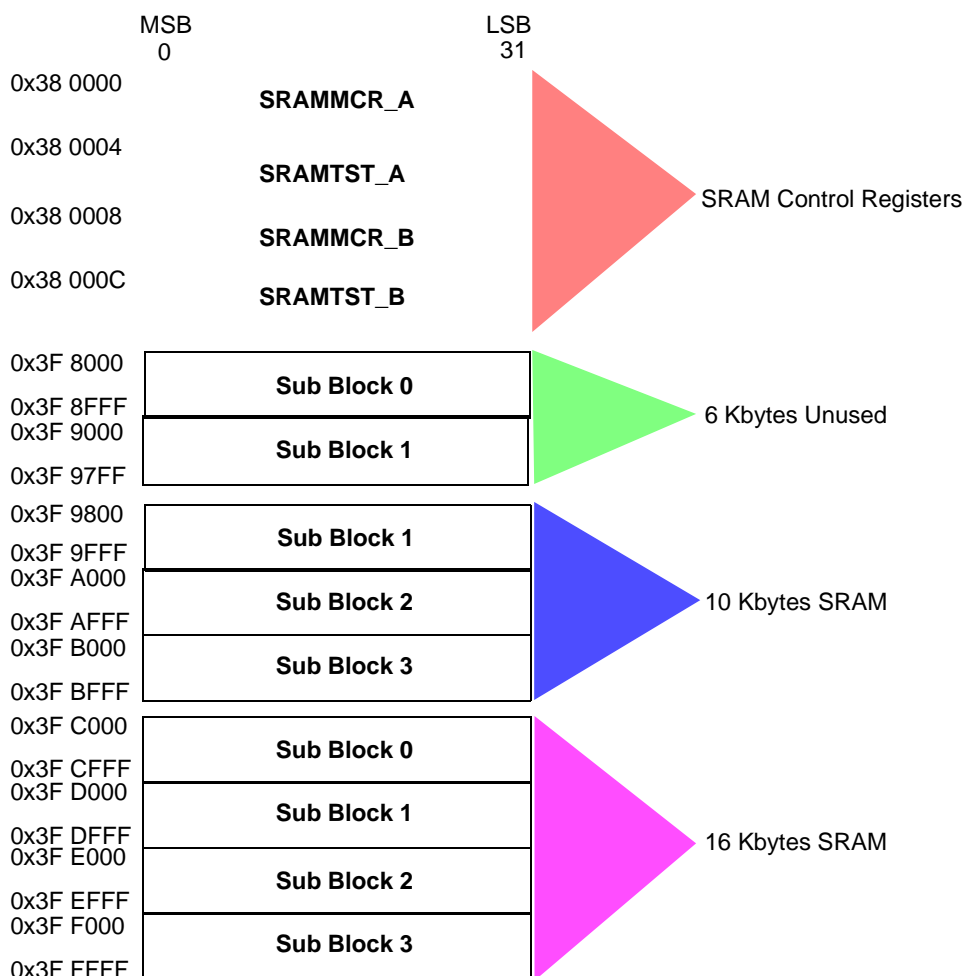 MSB LSB
0 31
0x38 0000
SRAMMCR_A
0x38 0004
SRAMTST_A
SRAM Control Registers
0x38 0008
SRAMMCR_B
0x38 000C
SRAMTST_B
0x3F 8000
Sub Block 0
0x3F 8FFF
6 Kbytes Unused
0x3F 9000
Sub Block 1
0x3F 97FF
0x3F 9800
Sub Block 1
0x3F 9FFF
0x3F A000
Sub Block 2
10 Kbytes SRAM
0x3F AFFF
0x3F B000
Sub Block 3
0x3F BFFF
0x3F C000
Sub Block 0
0x3F CFFF
0x3F D000
Sub Block 1
0x3F DFFF
16 Kbytes SRAM
0x3F E000
Sub Block 2
0x3F EFFF
0x3F F000
Sub Block 3
0x3F FFFF